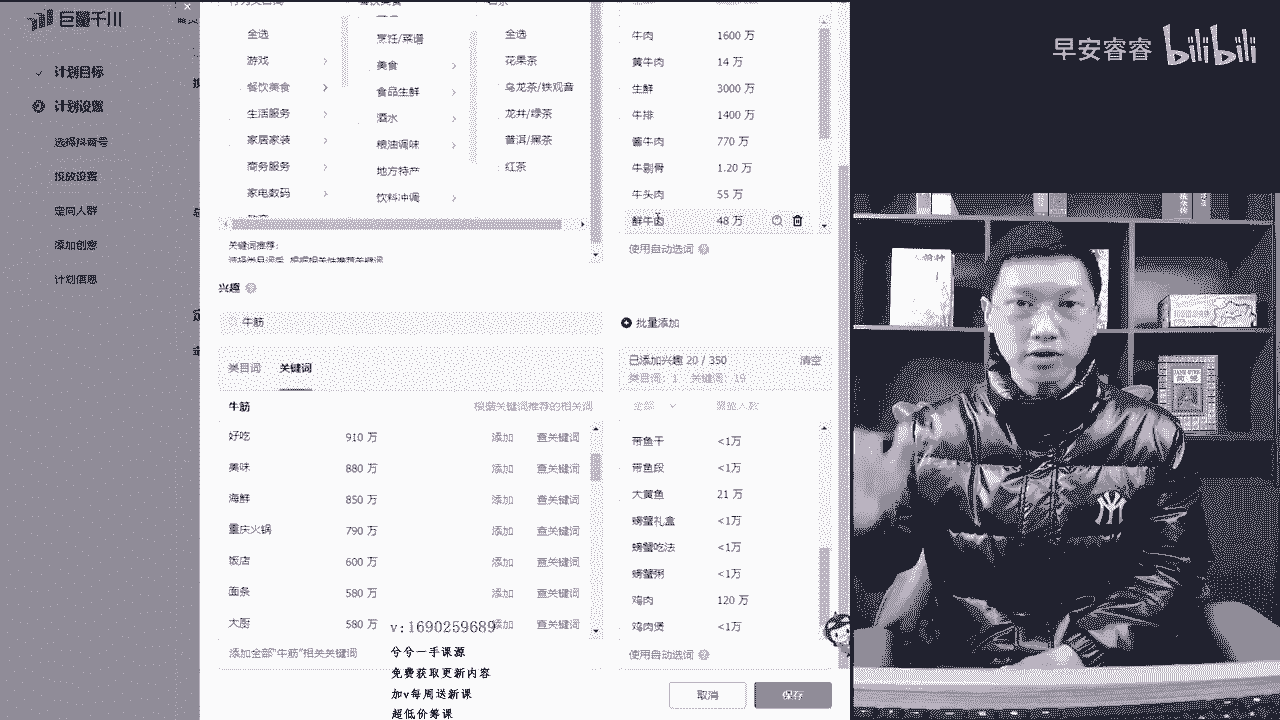 巨量千川
计划目标
计划设置
选择抖音号
投放设置
定向人群
添加创意
计划信息
全选
游戏
餐饮美食
生活服务
家居家装
商务服务
家电数码
烹饪/菜谱
美食
食品生鲜
酒水
粮油调味
地方特产
饮料冲调
全选
花果茶
乌龙茶/铁观音
龙井/绿茶
普洱/黑茶
红茶
关键词推荐:
牛肉 1600 万
黄牛肉 14 万
生鲜 3000 万
牛排 1400 万
酱牛肉 770 万
牛剔骨 1.20 万
牛头肉 55 万
鲜牛肉 48 万
使用自动选词
兴趣
牛筋
批量添加
类目词 关键词
已添加兴趣 20 / 350 清空
类目词: 1 关键词: 19
牛筋 根据关键词推荐的相关词
全部 覆盖人数
好吃 910 万 添加 查关键词
美味 880 万 添加 查关键词
海鲜 850 万 添加 查关键词
重庆火锅 790 万 添加 查关键词
饭店 600 万 添加 查关键词
面条 580 万 添加 查关键词
大厨 580 万 添加 查关键词
添加全部“牛筋”相关关键词
带鱼干 <1万
带鱼段 <1万
大黄鱼 21 万
螃蟹礼盒 <1万
螃蟹吃法 <1万
螃蟹粥 <1万
鸡肉 120 万
鸡肉煲 <1万
使用自动选词
v:1690259689
兮兮一手课源
免费获取更新内容
加v每周送新课
超低价筹课
取消 保存
早安睿睿 bilibili
NY